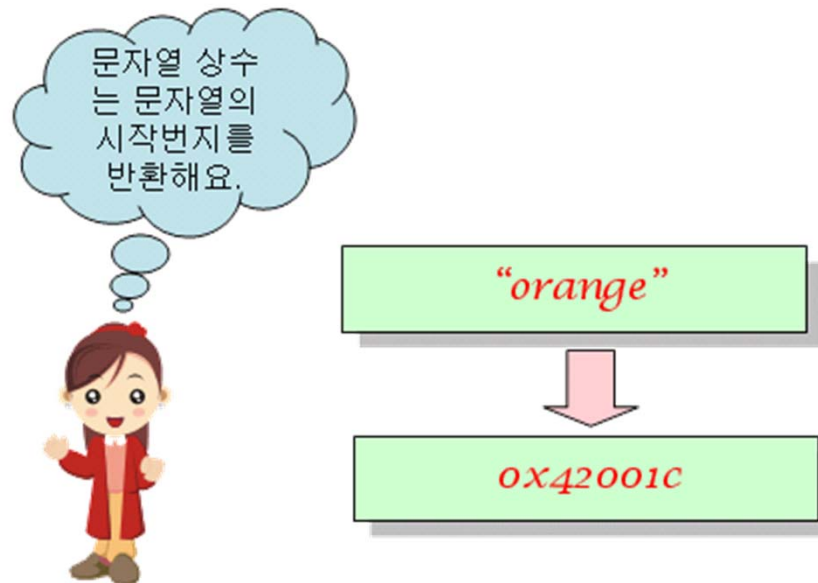 문자열 상수
는 문자열의
시작번지를
반환해요.
“orange”
0x42001c